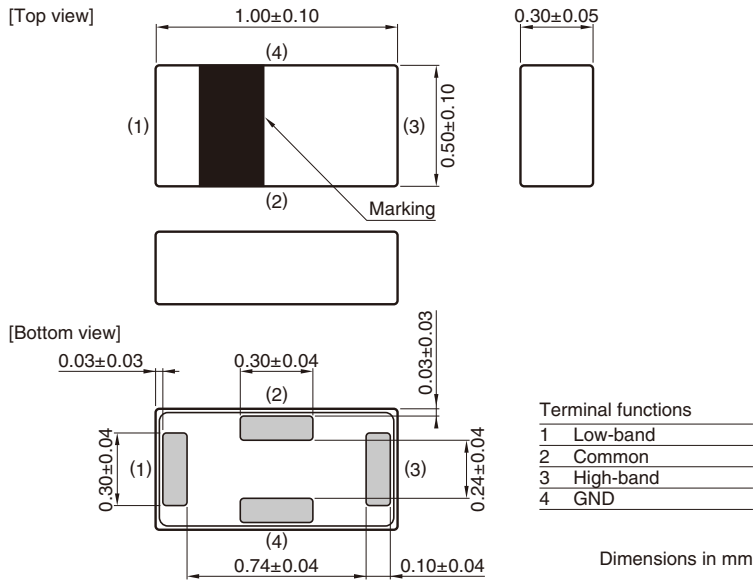 [Top view]
1.00±0.10
0.30±0.05
(4)
(1)
(3)
0.50±0.10
(2)
Marking
[Bottom view]
0.03±0.03
0.30±0.04
0.03±0.03
(2)
0.30±0.04
(1)
(3)
0.24±0.04
(4)
0.74±0.04
0.10±0.04
Terminal functions
1 Low-band
2 Common
3 High-band
4 GND
Dimensions in mm